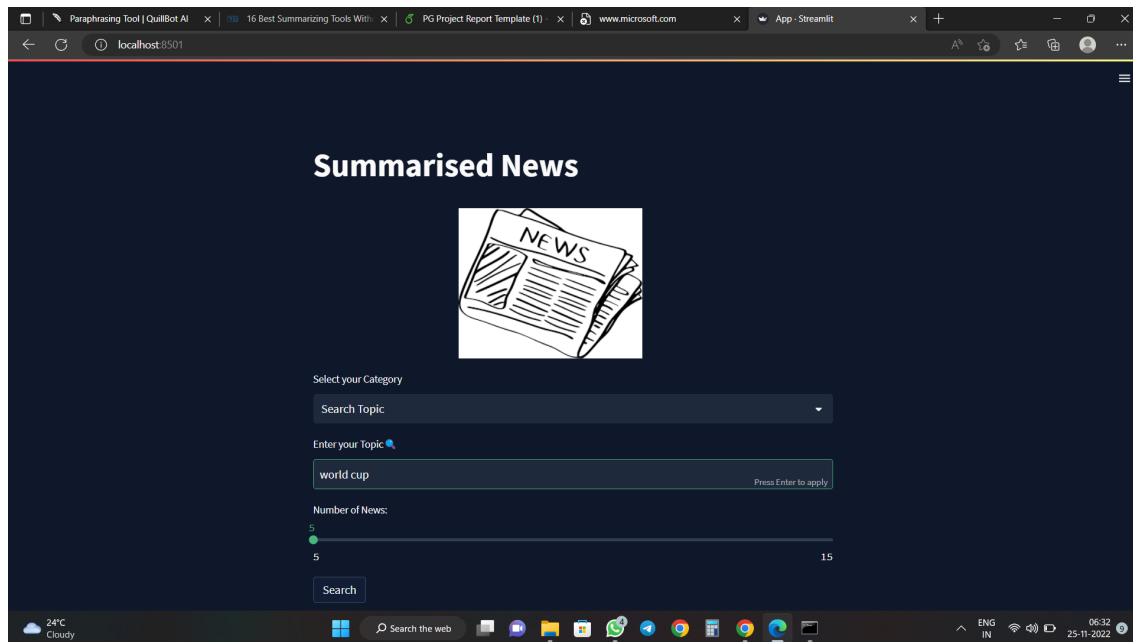 Paraphrasing Tool | QuillBot AI
16 Best Summarizing Tools With
PG Project Report Template (1) -
www.microsoft.com
App · Streamlit
localhost:8501
Summarised News
NEWS
Select your Category
Search Topic
Enter your Topic
world cup
Press Enter to apply
Number of News:
5
5 15
Search
24°C
Cloudy
Search the web
4
ENG
IN
06:32
25-11-2022
9